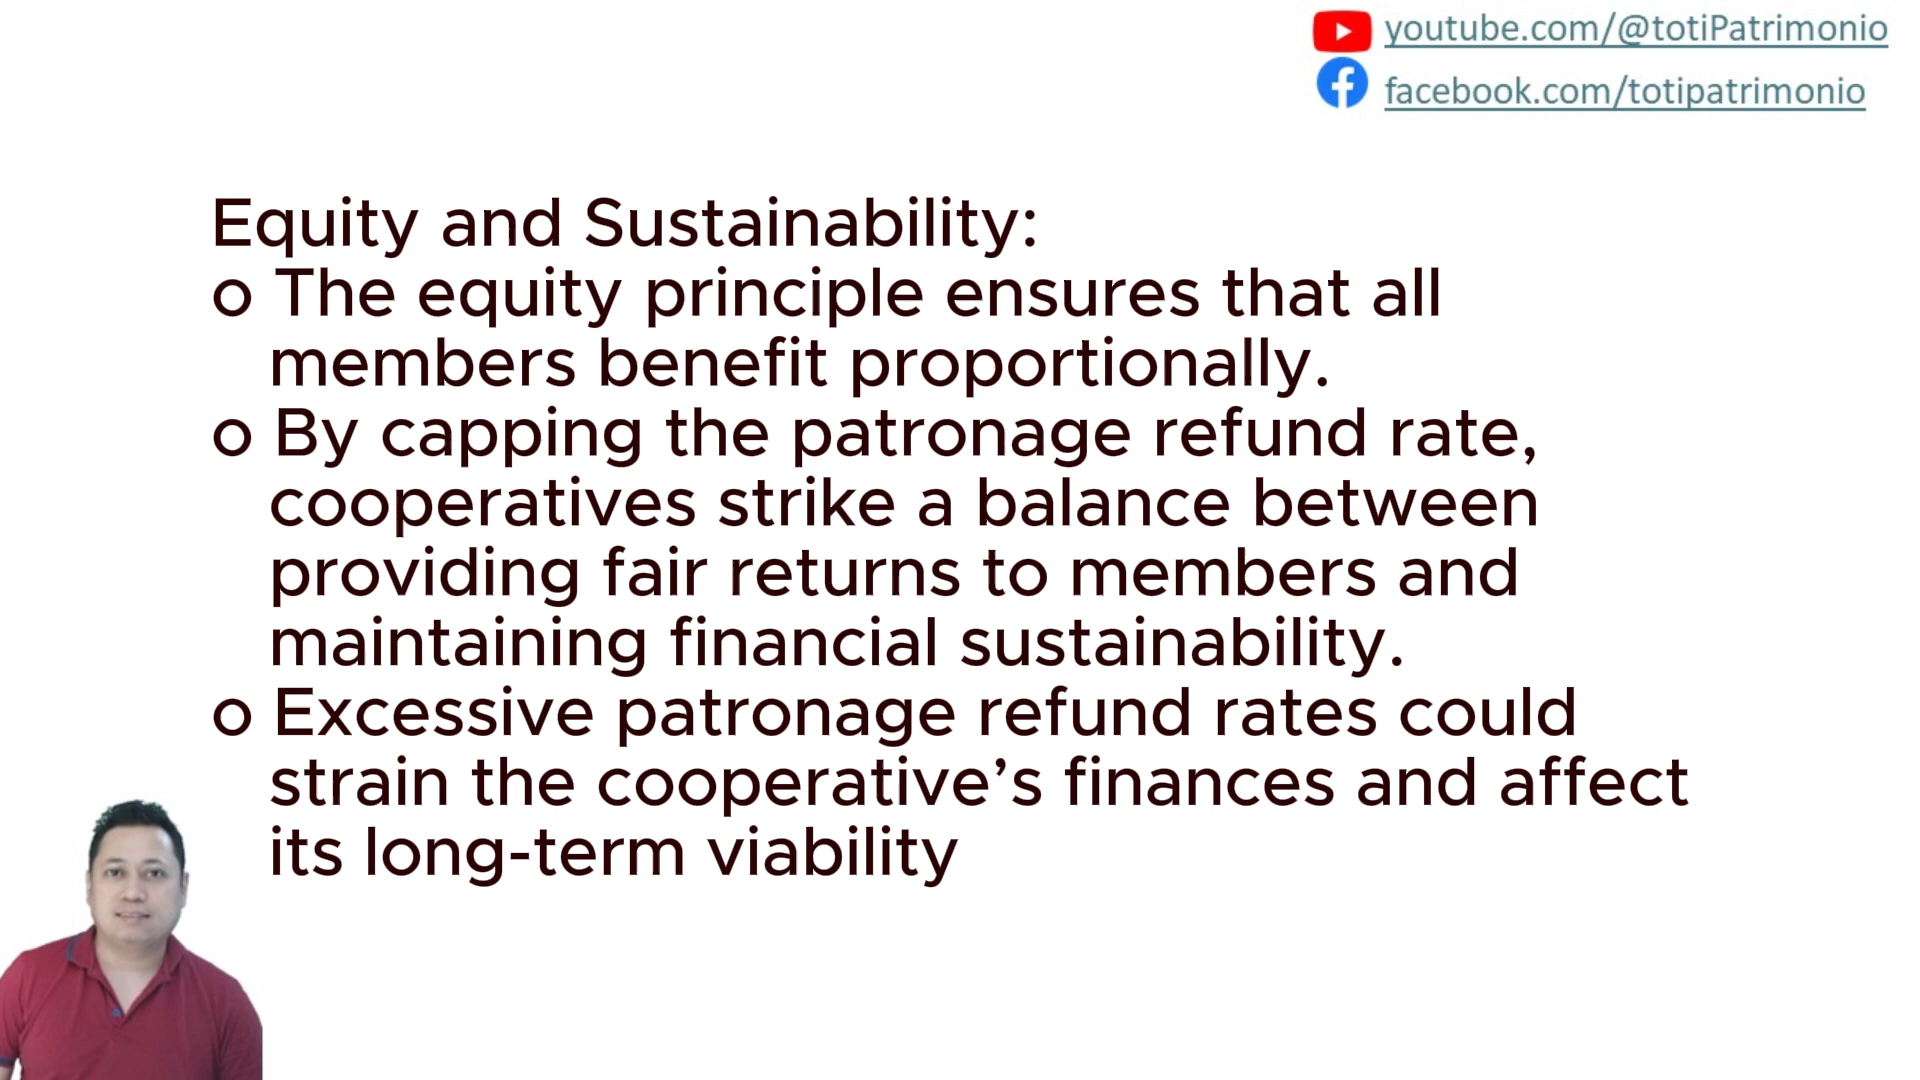 youtube.com/@totiPatrimonio
facebook.com/totipatrimonio
Equity and Sustainability:
o The equity principle ensures that all
members benefit proportionally.
o By capping the patronage refund rate,
cooperatives strike a balance between
providing fair returns to members and
maintaining financial sustainability.
o Excessive patronage refund rates could
strain the cooperative’s finances and affect
its long-term viability